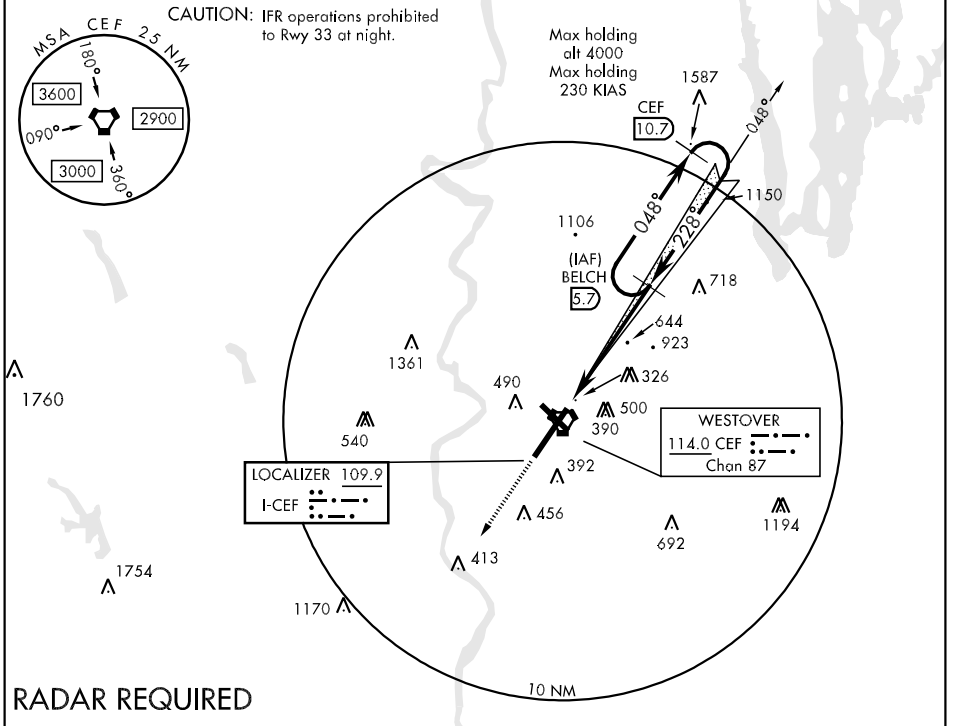 CAUTION: IFR operations prohibited
to Rwy 33 at night.
MSA CEF 25 NM
180°
3600
090°
2900
3000
360°
Max holding
alt 4000
Max holding
230 KIAS
1587
CEF
10.7
048°
048°
1150
228°
1106
(IAF)
BELCH
5.7
718
644
923
1361
326
490
1760
500
390
540
WESTOVER
114.0 CEF
Chan 87
LOCALIZER 109.9
I-CEF
392
456
692
1194
413
1754
1170
10 NM
RADAR REQUIRED